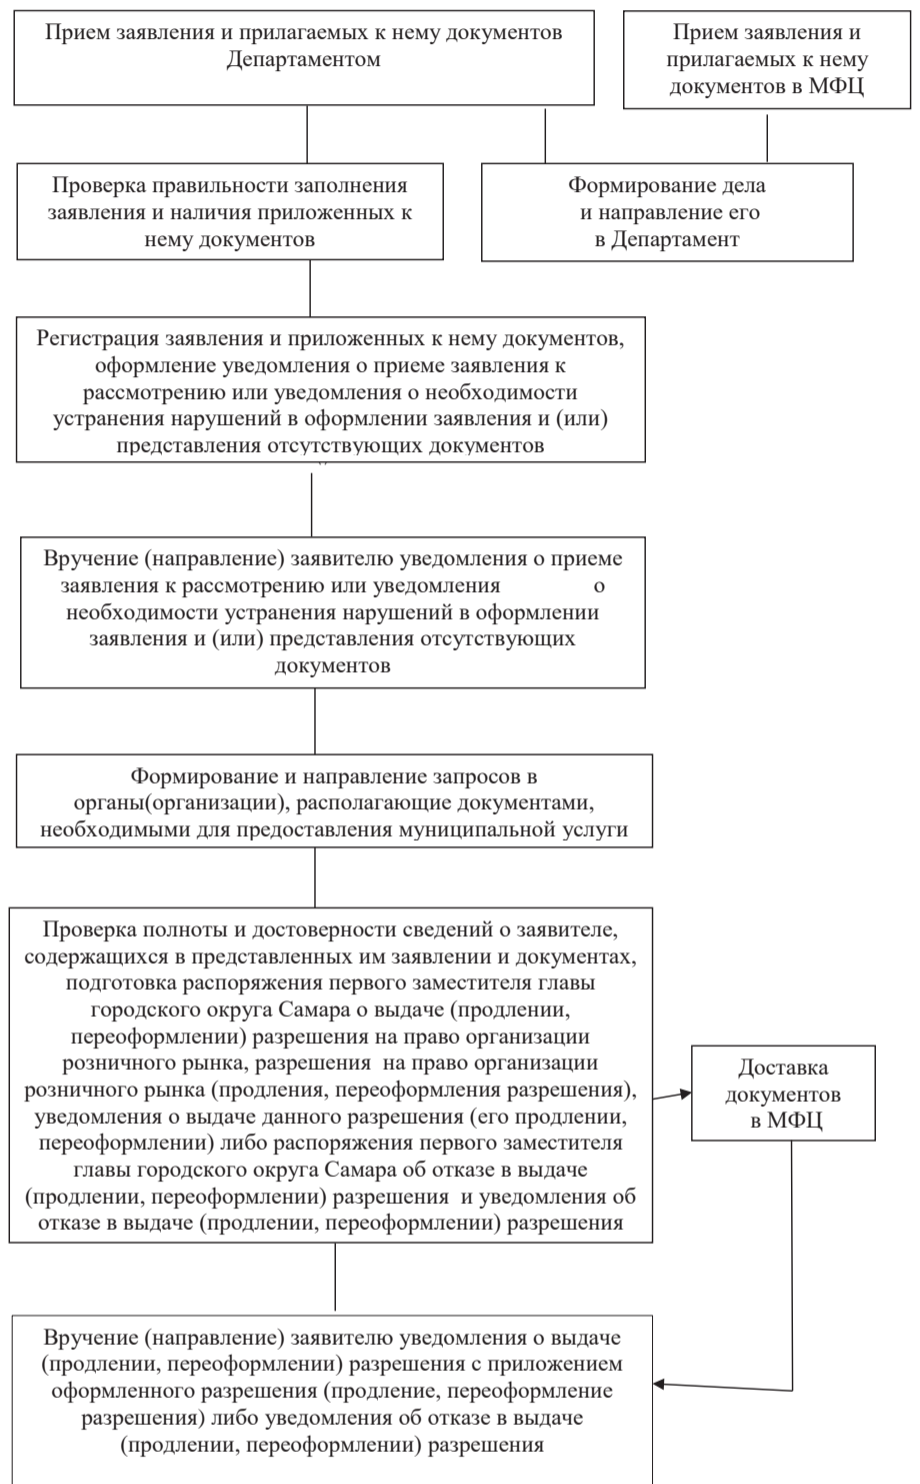 Прием заявления и прилагаемых к нему документов
Департаментом
Прием заявления и
прилагаемых к нему
документов в МФЦ
Проверка правильности заполнения
заявления и наличия приложенных к
нему документов
Формирование дела
и направление его
в Департамент
Регистрация заявления и приложенных к нему документов,
оформление уведомления о приеме заявления к
рассмотрению или уведомления о необходимости
устранения нарушений в оформлении заявления и (или)
представления отсутствующих документов
Вручение (направление) заявителю уведомления о приеме
заявления к рассмотрению или уведомления о
необходимости устранения нарушений в оформлении
заявления и (или) представления отсутствующих
документов
Формирование и направление запросов в
органы(организации), располагающие документами,
необходимыми для предоставления муниципальной услуги
Проверка полноты и достоверности сведений о заявителе,
содержащихся в представленных им заявлении и документах,
подготовка распоряжения первого заместителя главы
городского округа Самара о выдаче (продлении,
переоформлении) разрешения на право организации
розничного рынка, разрешения на право организации
розничного рынка (продления, переоформления разрешения),
уведомления о выдаче данного разрешения (его продлении,
переоформлении) либо распоряжения первого заместителя
главы городского округа Самара об отказе в выдаче
(продлении, переоформлении) разрешения и уведомления об
отказе в выдаче (продлении, переоформлении) разрешения
Доставка
документов
в МФЦ
Вручение (направление) заявителю уведомления о выдаче
(продлении, переоформлении) разрешения с приложением
оформленного разрешения (продление, переоформление
разрешения) либо уведомления об отказе в выдаче
(продлении, переоформлении) разрешения